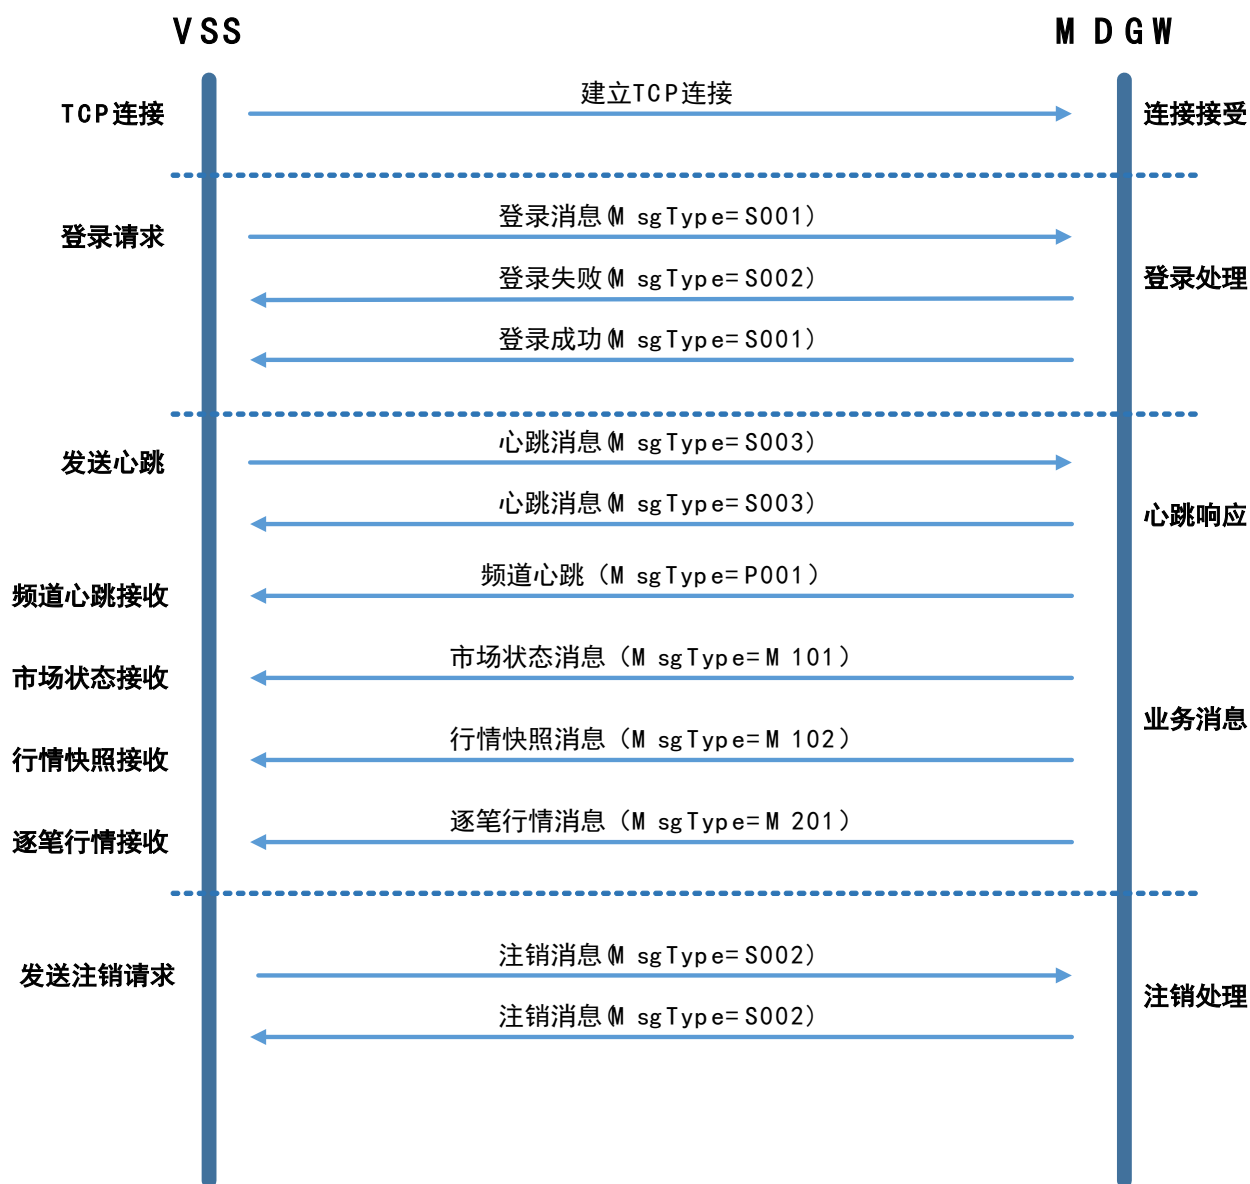 VSS
MDGW
建立TCP连接
TCP连接
连接接受
登录消息(MsgType=S001)
登录请求
登录失败(MsgType=S002)
登录处理
登录成功(MsgType=S001)
心跳消息(MsgType=S003)
发送心跳
心跳消息(MsgType=S003)
心跳响应
频道心跳（MsgType=P001）
频道心跳接收
市场状态消息（MsgType=M101）
市场状态接收
业务消息
行情快照消息（MsgType=M102）
行情快照接收
逐笔行情消息（MsgType=M201）
逐笔行情接收
注销消息(MsgType=S002)
发送注销请求
注销处理
注销消息(MsgType=S002)